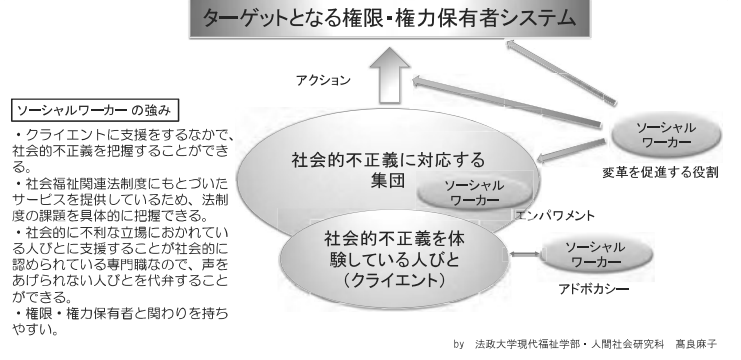 ターゲットとなる権限・権力保有者システム
アクション
ソーシャルワーカーの強み
・クライエントに支援をするなかで、
社会的不正義を把握することができ
る。
・社会福祉関連法制度にもとづいた
サービスを提供しているため、法制
度の課題を具体的に把握できる。
・社会的に不利な立場におかれてい
る人びとに支援することが社会的に
認められている専門職なので、声を
あげられない人びとを代弁すること
ができる。
・権限・権力保有者と関わりを持ち
やすい。
社会的不正義に対応する
集団
ソーシャル
ワーカー
エンパワメント
社会的不正義を体
験している人びと
(クライエント)
ソーシャル
ワーカー
変革を促進する役割
ソーシャル
ワーカー
アドボカシー
by 法政大学現代福祉学部・人間社会研究科 髙良麻子